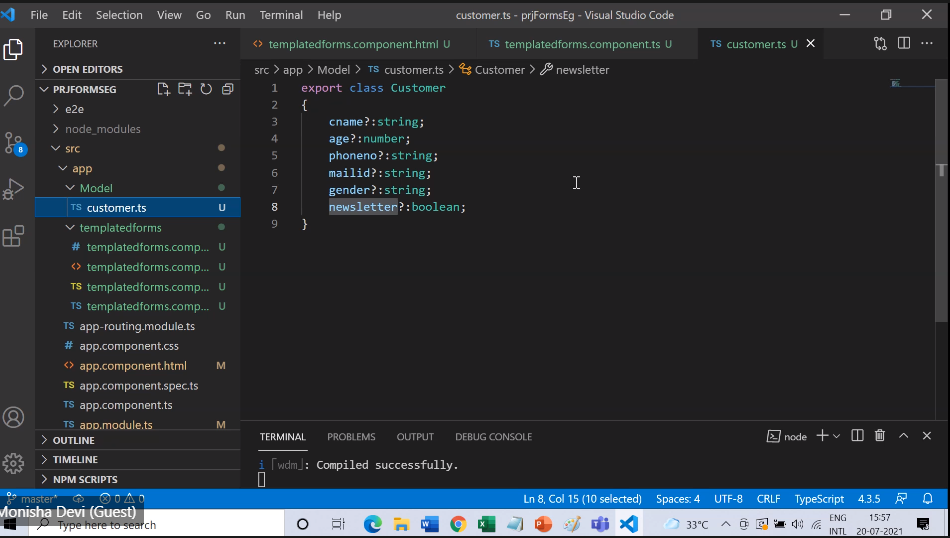 File Edit Selection View Go Run Terminal Help customer.ts - prjFormsEg - Visual Studio Code
EXPLORER
templatedforms.component.html U
TS templatedforms.component.ts U
TS customer.ts U
OPEN EDITORS
src > app > Model > TS customer.ts > Customer > newsletter
PRJFORMSEG
e2e
node_modules
src
app
Model
TS customer.ts U
templatedforms
# templatedforms.comp... U
<> templatedforms.comp... U
TS templatedforms.comp... U
TS templatedforms.comp... U
TS app-routing.module.ts
# app.component.css
<> app.component.html M
TS app.component.spec.ts
TS app.component.ts
TS app.module.ts M
OUTLINE
TIMELINE
NPM SCRIPTS
8
1 export class Customer
2 {
3 cname?:string;
4 age?:number;
5 phoneno?:string;
6 mailid?:string;
7 gender?:string;
8 newsletter?:boolean;
9 }
TERMINAL PROBLEMS OUTPUT DEBUG CONSOLE
node
i ｢wdm｣: Compiled successfully.
master* 0 0
Ln 8, Col 15 (10 selected) Spaces: 4 UTF-8 CRLF TypeScript 4.3.5
Monisha Devi (Guest)
Type here to search
33°C
ENG
INTL
15:57
20-07-2021